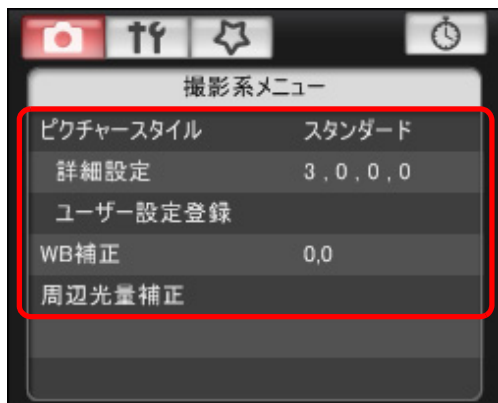 撮影系メニュー
ピクチャースタイル スタンダード
詳細設定 3 , 0 , 0 , 0
ユーザー設定登録
WB補正 0,0
周辺光量補正